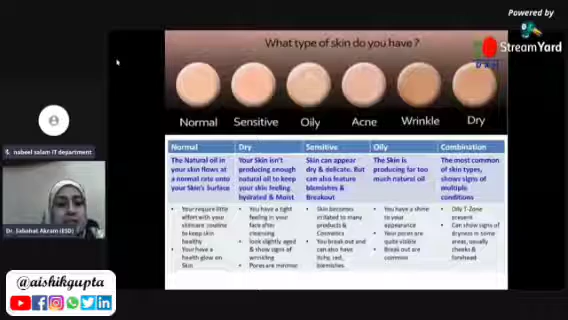 Powered by
StreamYard
What type of skin do you have ?
Normal Sensitive Oily Acne Wrinkle Dry
nabeel salam IT department
Dr. Sabahat Akram (ESD)
@aishikgupta
Normal
The Natural oil in
your skin flows at
a normal rate onto
your Skin's Surface
Your require little
effort with your
skincare routine
to keep skin
healthy
You have a
health glow on
Skin
Dry
Your Skin isn't
producing enough
natural oil to keep
your skin feeling
hydrated & Moist
You have a tight
feeling in your
face after
cleansing
look slightly aged
& show signs of
wrinkling
Pores are minimal
Sensitive
Skin can appear
dry & delicate. But
can also feature
blemishes &
Breakout
Skin becomes
irritated to many
products &
Cosmetics
You break out and
can also have
itchy, red,
blemishes
Oily
The Skin is
producing far too
much natural oil
You have a shine
to your
appearance
Your pores are
quite visible
Break out are
common
Combination
The most common
of skin types,
shows signs of
multiple
conditions
Oily T-Zone
present
Can show signs of
dryness in some
areas, usually
cheeks &
forehead